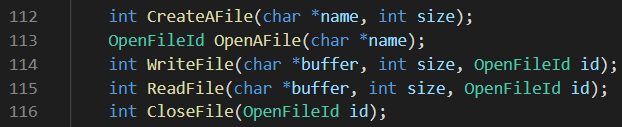 112 int CreateAFile(char *name, int size);
113 OpenFileId OpenAFile(char *name);
114 int WriteFile(char *buffer, int size, OpenFileId id);
115 int ReadFile(char *buffer, int size, OpenFileId id);
116 int CloseFile(OpenFileId id);